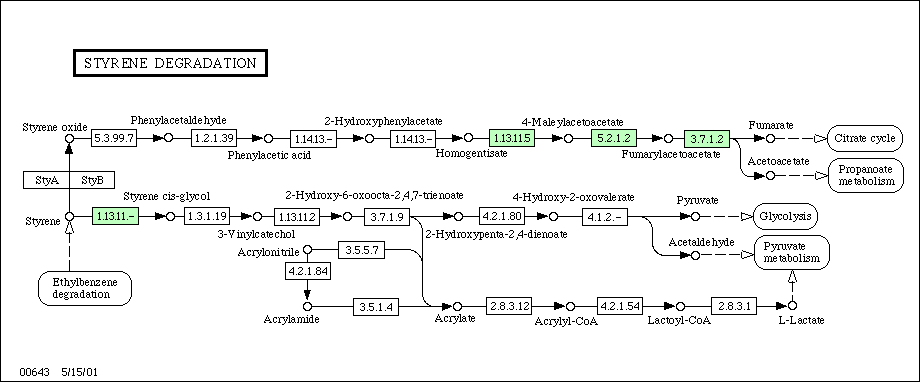 STYRENE DEGRADATION
Phenylacetaldehyde
2-Hydroxyphenylacetate
4-Maleylacetoacetate
Fumarate
Styrene oxide
5.3.99.7
1.2.1.39
1.14.13.-
1.14.13.-
1.13.11.5
5.2.1.2
3.7.1.2
Citrate cycle
Phenylacetic acid
Homogentisate
Fumarylacetoacetate
Acetoacetate
Propanoate
metabolism
StyA
StyB
Styrene cis-glycol
2-Hydroxy-6-oxoocta-2,4,7-trienoate
4-Hydroxy-2-oxovalerate
Pyruvate
Styrene
1.13.11.-
1.3.1.19
1.13.11.2
3.7.1.9
4.2.1.80
4.1.2.-
Glycolysis
3-Vinylcatechol
2-Hydroxypenta-2,4-dienoate
Acetaldehyde
Acrylonitrile
3.5.5.7
Pyruvate
metabolism
4.2.1.84
Ethylbenzene
degradation
3.5.1.4
2.8.3.12
4.2.1.54
2.8.3.1
Acrylamide
Acrylate
Acrylyl-CoA
Lactoyl-CoA
L-Lactate
00643 5/15/01